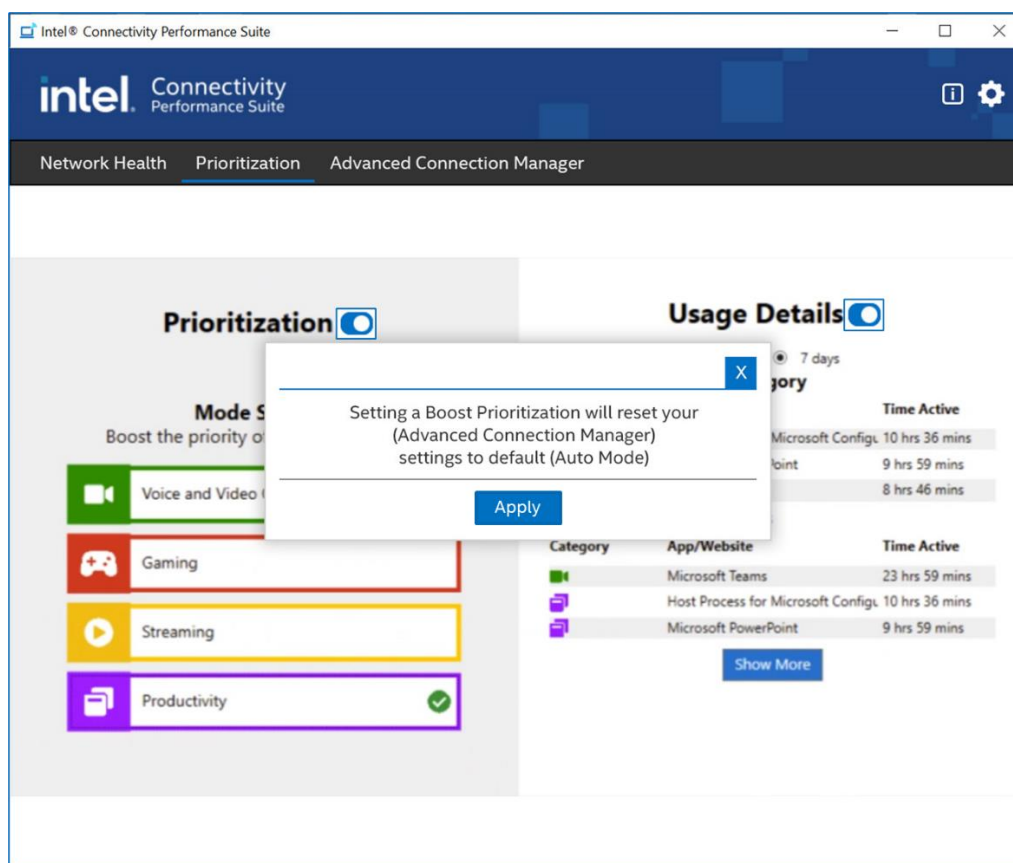 Intel® Connectivity Performance Suite
intel. Connectivity
Performance Suite
Network Health Prioritization Advanced Connection Manager
Prioritization
Mode S
Boost the priority o
Voice and Video
Gaming
Streaming
Productivity
X
Setting a Boost Prioritization will reset your
(Advanced Connection Manager)
settings to default (Auto Mode)
Apply
Usage Details
7 days
gory
Time Active
Microsoft Configu 10 hrs 36 mins
Point 9 hrs 59 mins
8 hrs 46 mins
Category App/Website Time Active
Microsoft Teams 23 hrs 59 mins
Host Process for Microsoft Configu 10 hrs 36 mins
Microsoft PowerPoint 9 hrs 59 mins
Show More